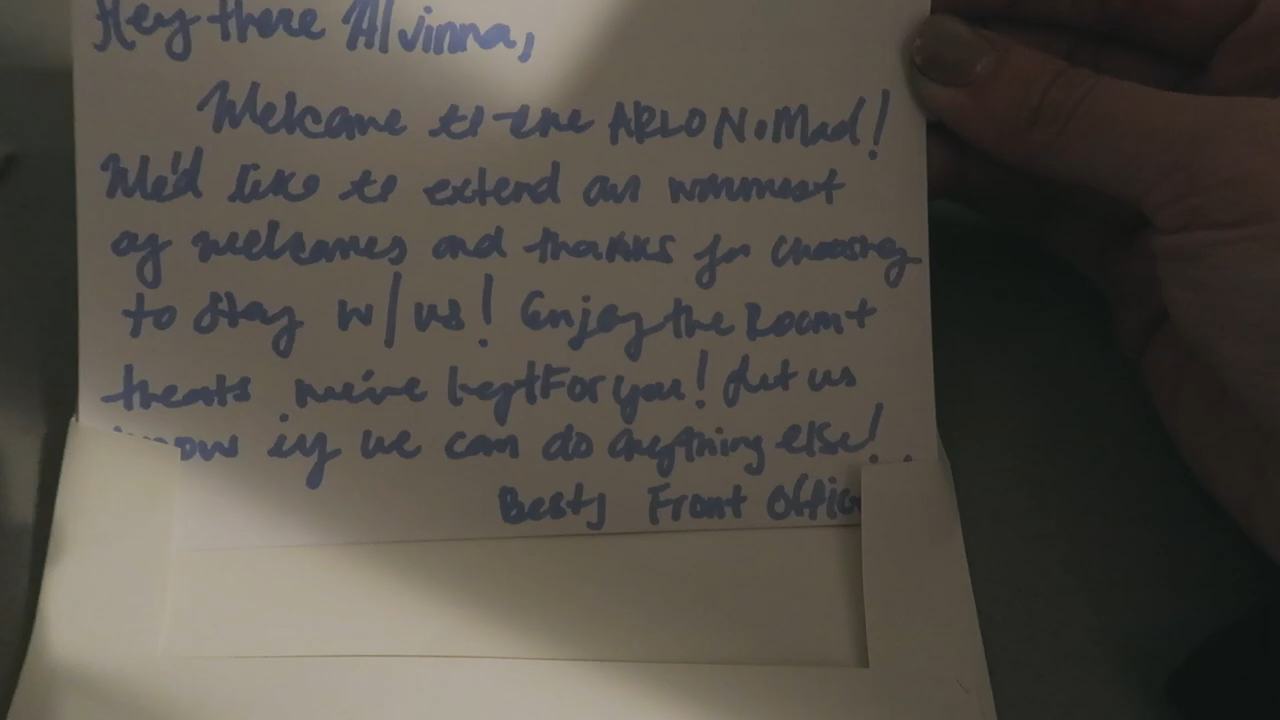 Hey there Alvinna,
Welcome to the ARLO NoMad!
We'd like to extend our warmest
of welcomes and thanks for choosing
to stay w/ us! Enjoy the Room +
treats we've kept For you! Let us
know if we can do anything else!
Best, Front Office